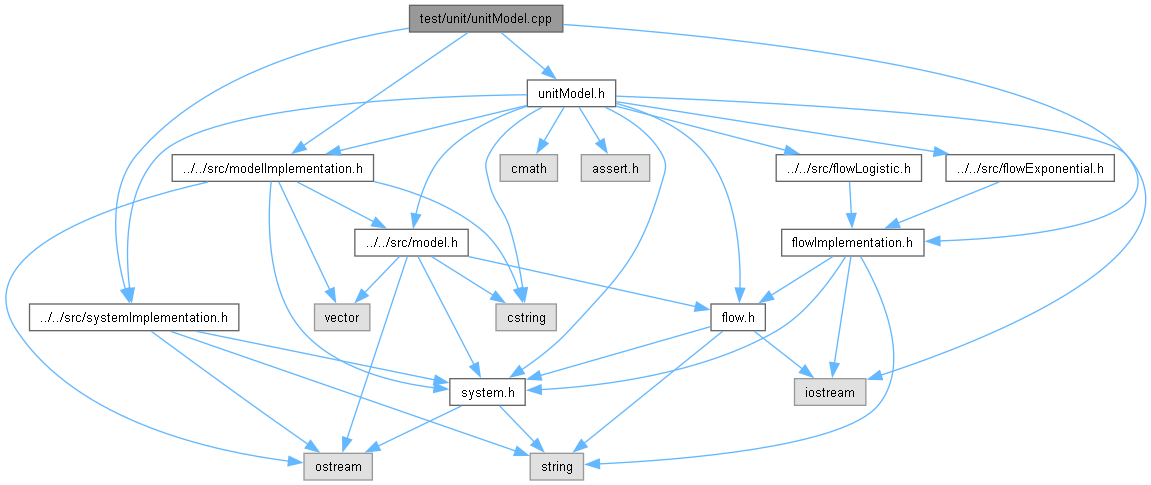 test/unit/unitModel.cpp
unitModel.h
../../src/modelImplementation.h
cmath
assert.h
../../src/flowLogistic.h
../../src/flowExponential.h
../../src/model.h
flowImplementation.h
../../src/systemImplementation.h
vector
cstring
flow.h
system.h
iostream
ostream
string